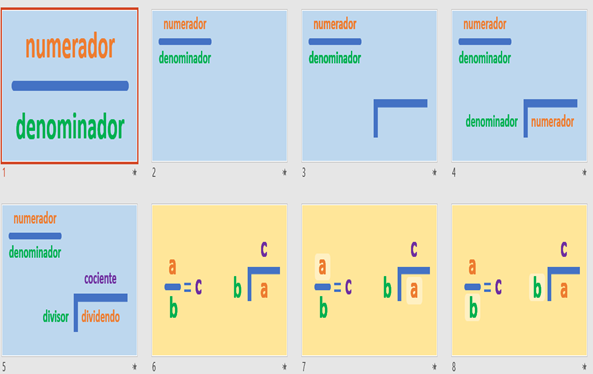 numerador
denominador
1 *
numerador
denominador
2 *
numerador
denominador
3 *
numerador
denominador
denominador numerador
4 *
numerador
denominador
cociente
divisor dividendo
5 *
a
b
= c
c
b a
6 *
a
b
= c
c
b a
7 *
a
b
= c
c
b a
8 *